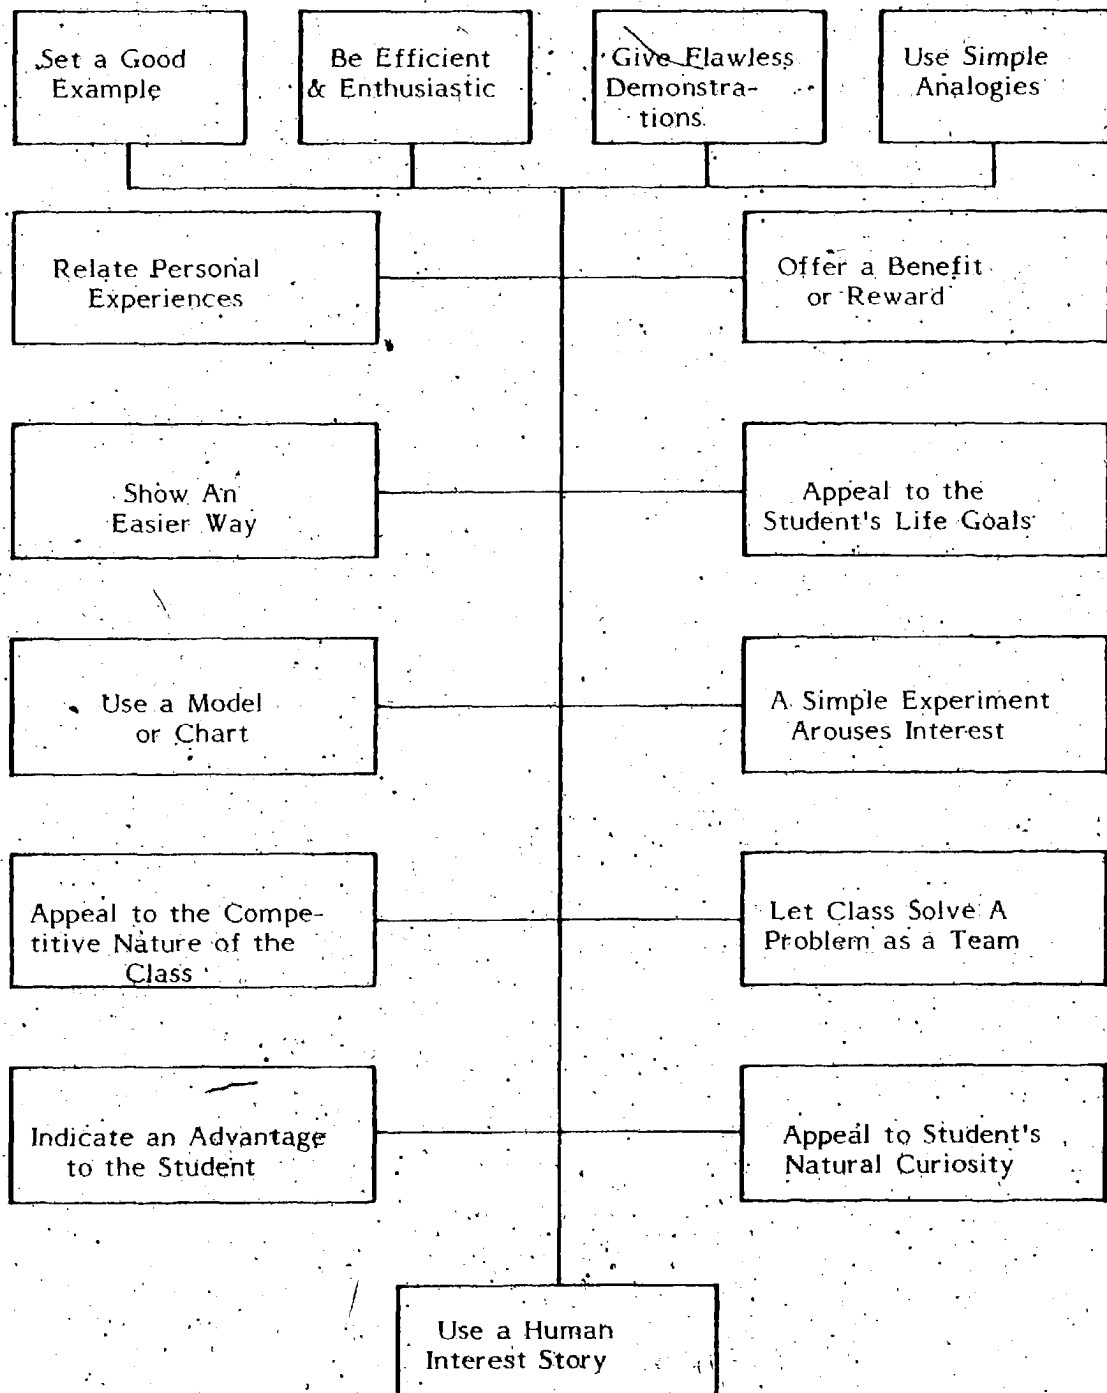 Set a Good
Example
Be Efficient
& Enthusiastic
Give Flawless
Demonstra-
tions.
Use Simple
Analogies
Relate Personal
Experiences
Offer a Benefit
or Reward
Show An
Easier Way
Appeal to the
Student's Life Goals
Use a Model
or Chart
A Simple Experiment
Arouses Interest
Appeal to the Compe-
titive Nature of the
Class
Let Class Solve A
Problem as a Team
Indicate an Advantage
to the Student
Appeal to Student's
Natural Curiosity
Use a Human
Interest Story